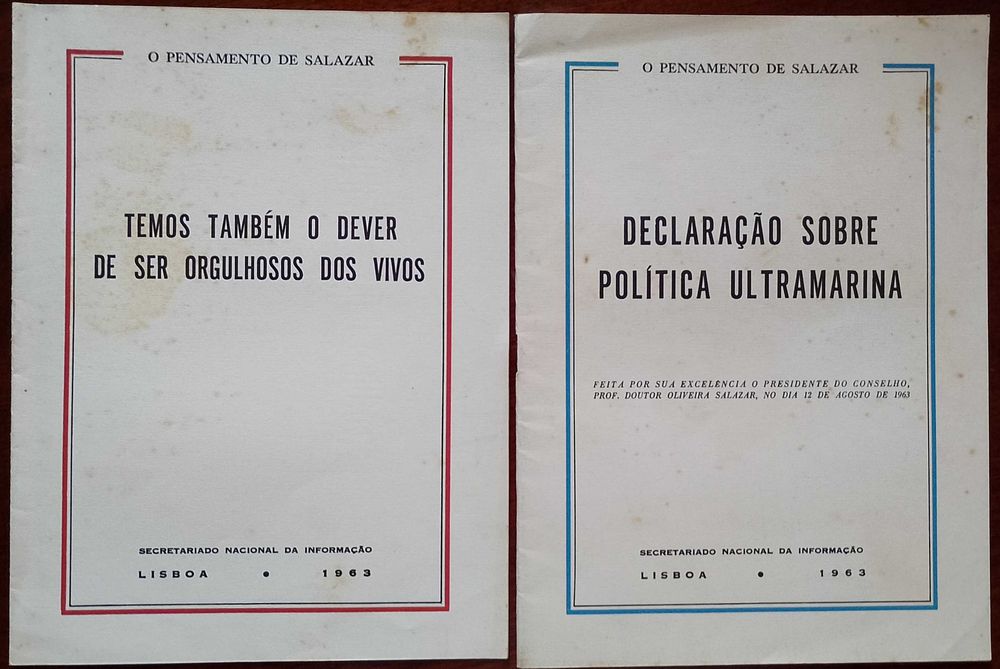 O PENSAMENTO DE SALAZAR
TEMOS TAMBÉM O DEVER
DE SER ORGULHOSOS DOS VIVOS
SECRETARIADO NACIONAL DA INFORMAÇÃO
LISBOA • 1963
O PENSAMENTO DE SALAZAR
DECLARAÇÃO SOBRE
POLÍTICA ULTRAMARINA
FEITA POR SUA EXCELÊNCIA O PRESIDENTE DO CONSELHO,
PROF. DOUTOR OLIVEIRA SALAZAR, NO DIA 12 DE AGOSTO DE 1963
SECRETARIADO NACIONAL DA INFORMAÇÃO
LISBOA • 1963